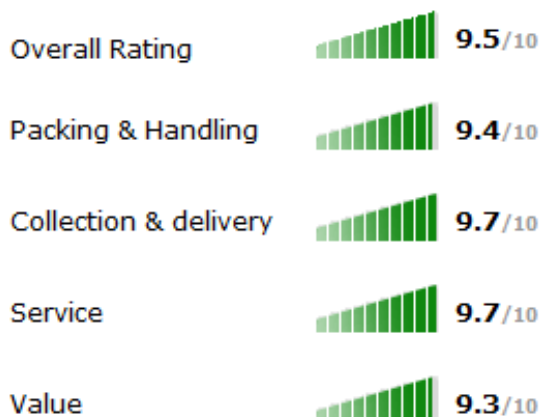 Overall Rating 9.5/10
Packing & Handling 9.4/10
Collection & delivery 9.7/10
Service 9.7/10
Value 9.3/10